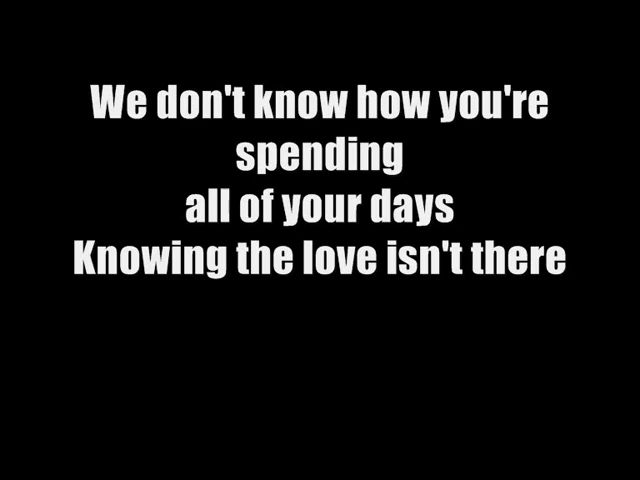 We don't know how you're
spending
all of your days
Knowing the love isn't there